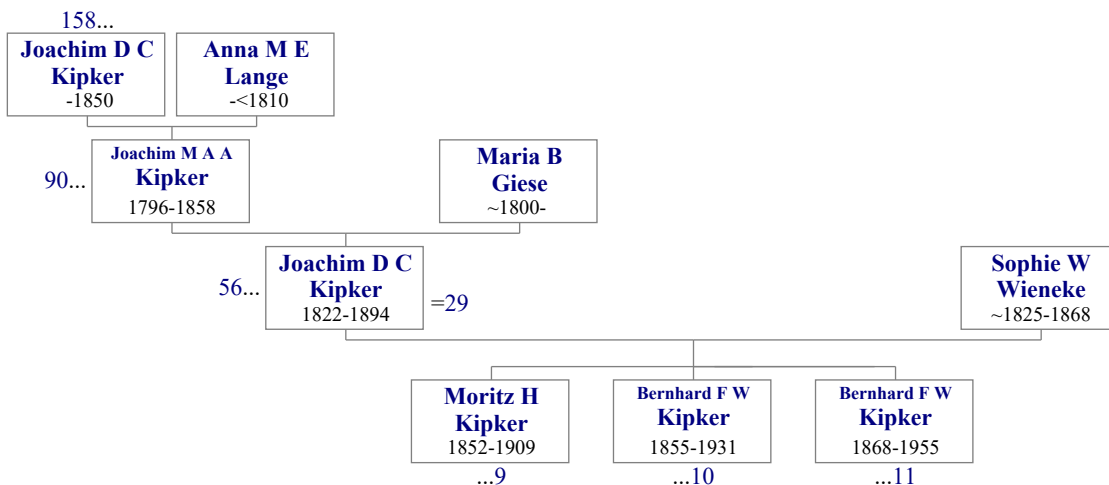 158...
Joachim D C
Kipker
-1850
Anna M E
Lange
-<1810
90...
Joachim M A A
Kipker
1796-1858
Maria B
Giese
~1800-
56...
Joachim D C
Kipker
1822-1894
=29
Sophie W
Wieneke
~1825-1868
Moritz H
Kipker
1852-1909
...9
Bernhard F W
Kipker
1855-1931
...10
Bernhard F W
Kipker
1868-1955
...11